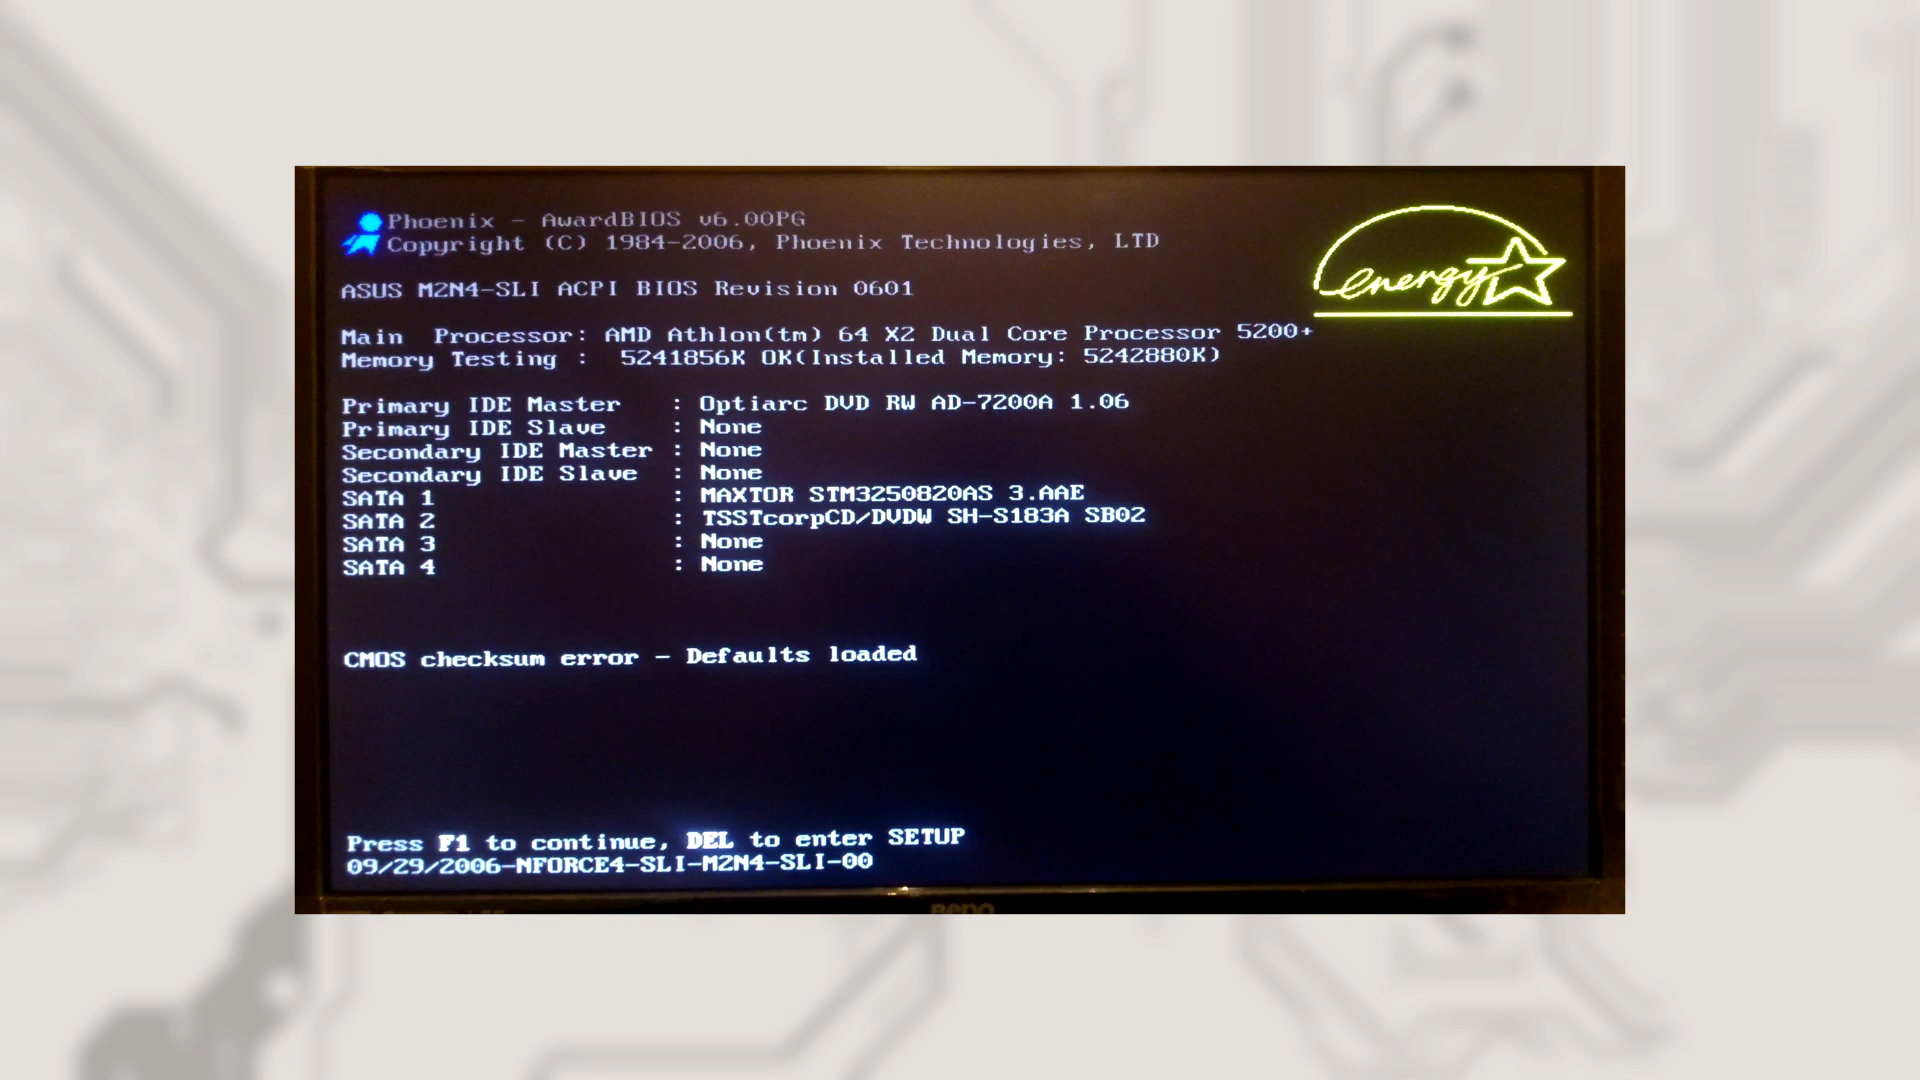 Phoenix - AwardBIOS v6.00PG
Copyright (C) 1984-2006, Phoenix Technologies, LTD
energy
ASUS M2N4-SLI ACPI BIOS Revision 0601
Main Processor: AMD Athlon(tm) 64 X2 Dual Core Processor 5200+
Memory Testing : 5241856K OK(Installed Memory: 5242880K)
Primary IDE Master : Optiarc DVD RW AD-7200A 1.06
Primary IDE Slave : None
Secondary IDE Master : None
Secondary IDE Slave : None
SATA 1 : MAXTOR STM3250820AS 3.AAE
SATA 2 : TSSTcorpCD/DVDW SH-S183A SB02
SATA 3 : None
SATA 4 : None
CMOS checksum error - Defaults loaded
Press F1 to continue, DEL to enter SETUP
09/29/2006-NFORCE4-SLI-M2N4-SLI-00
BenQ